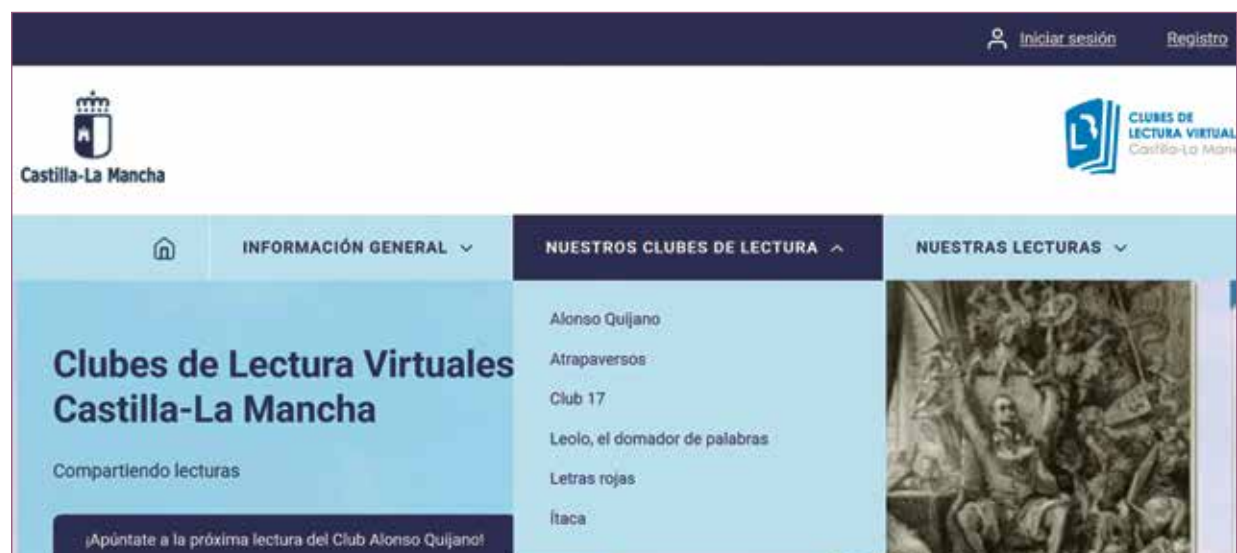 Iniciar sesión Registro
Castilla-La Mancha
CLUBES DE
LECTURA VIRTUAL
Castilla-La
INFORMACIÓN GENERAL NUESTROS CLUBES DE LECTURA NUESTRAS LECTURAS
Clubes de Lectura Virtuales
Castilla-La Mancha
Compartiendo lecturas
¡Apúntate a la próxima lectura del Club Alonso Quijano!
Alonso Quijano
Atrapaversos
Club 17
Leolo, el domador de palabras
Letras rojas
Ítaca